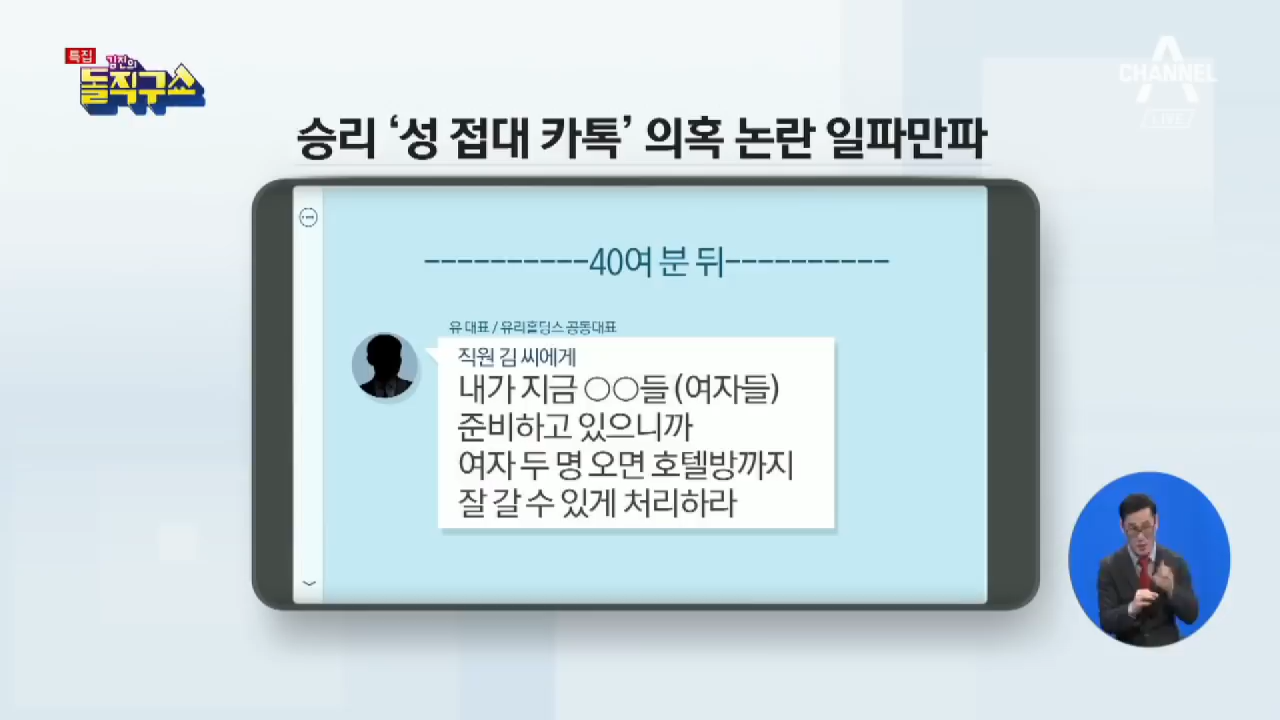 특집
김진의
돌직구쇼
CHANNEL A
LIVE
승리 ‘성 접대 카톡’ 의혹 논란 일파만파
----------40여 분 뒤----------
유 대표 / 유리홀딩스 공동대표
직원 김 씨에게
내가 지금 ○○들 (여자들)
준비하고 있으니까
여자 두 명 오면 호텔방까지
잘 갈 수 있게 처리하라